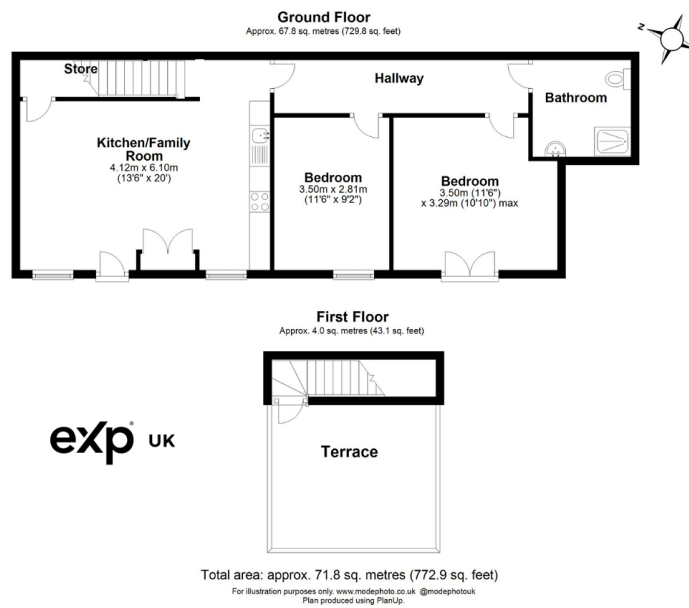 Ground Floor
Approx. 67.8 sq. metres (729.8 sq. feet)
N
Store
Hallway
Bathroom
Kitchen/Family
Room
4.12m x 6.10m
(13'6" x 20')
Bedroom
3.50m x 2.81m
(11'6" x 9'2")
Bedroom
3.50m (11'6")
x 3.29m (10'10") max
First Floor
Approx. 4.0 sq. metres (43.1 sq. feet)
Terrace
exp UK
Total area: approx. 71.8 sq. metres (772.9 sq. feet)
For illustration purposes only. www.modephoto.co.uk @modephotouk
Plan produced using PlanUp.